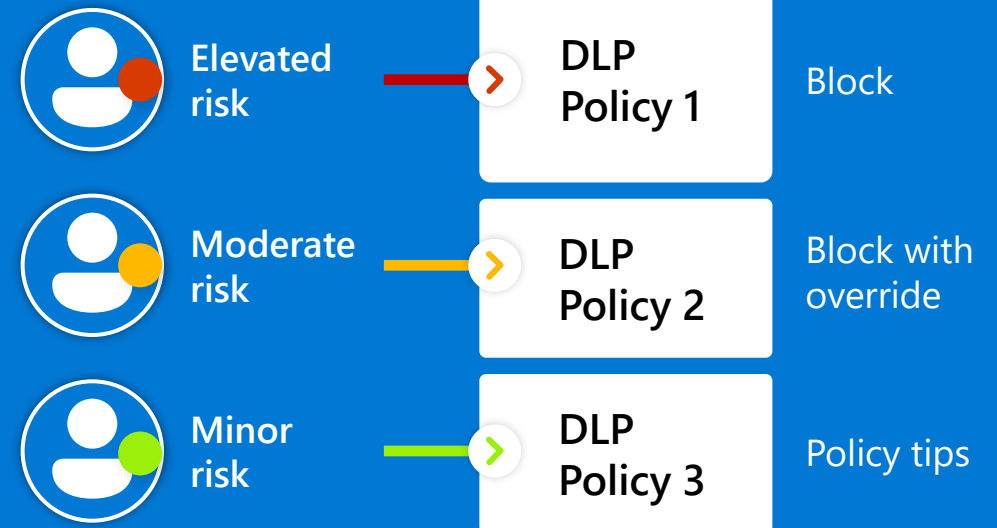 Elevated
risk
DLP
Policy 1
Block
Moderate
risk
DLP
Policy 2
Block with
override
Minor
risk
DLP
Policy 3
Policy tips